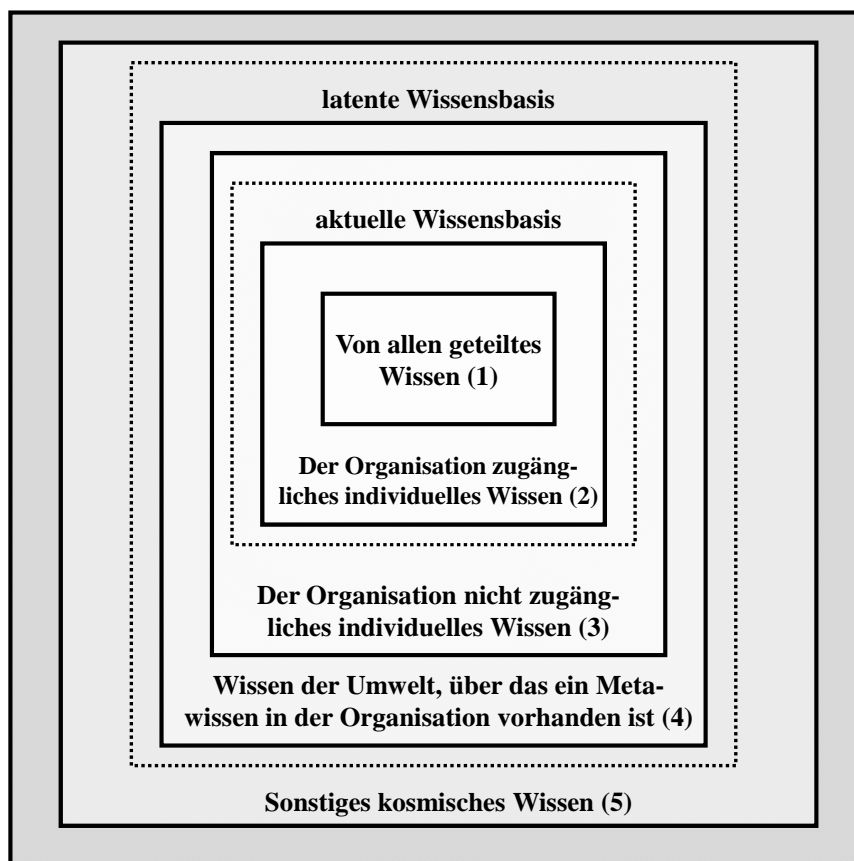 latente Wissensbasis
aktuelle Wissensbasis
Von allen geteiltes
Wissen (1)
Der Organisation zugäng-
liches individuelles Wissen (2)
Der Organisation nicht zugäng-
liches individuelles Wissen (3)
Wissen der Umwelt, über das ein Meta-
wissen in der Organisation vorhanden ist (4)
Sonstiges kosmisches Wissen (5)